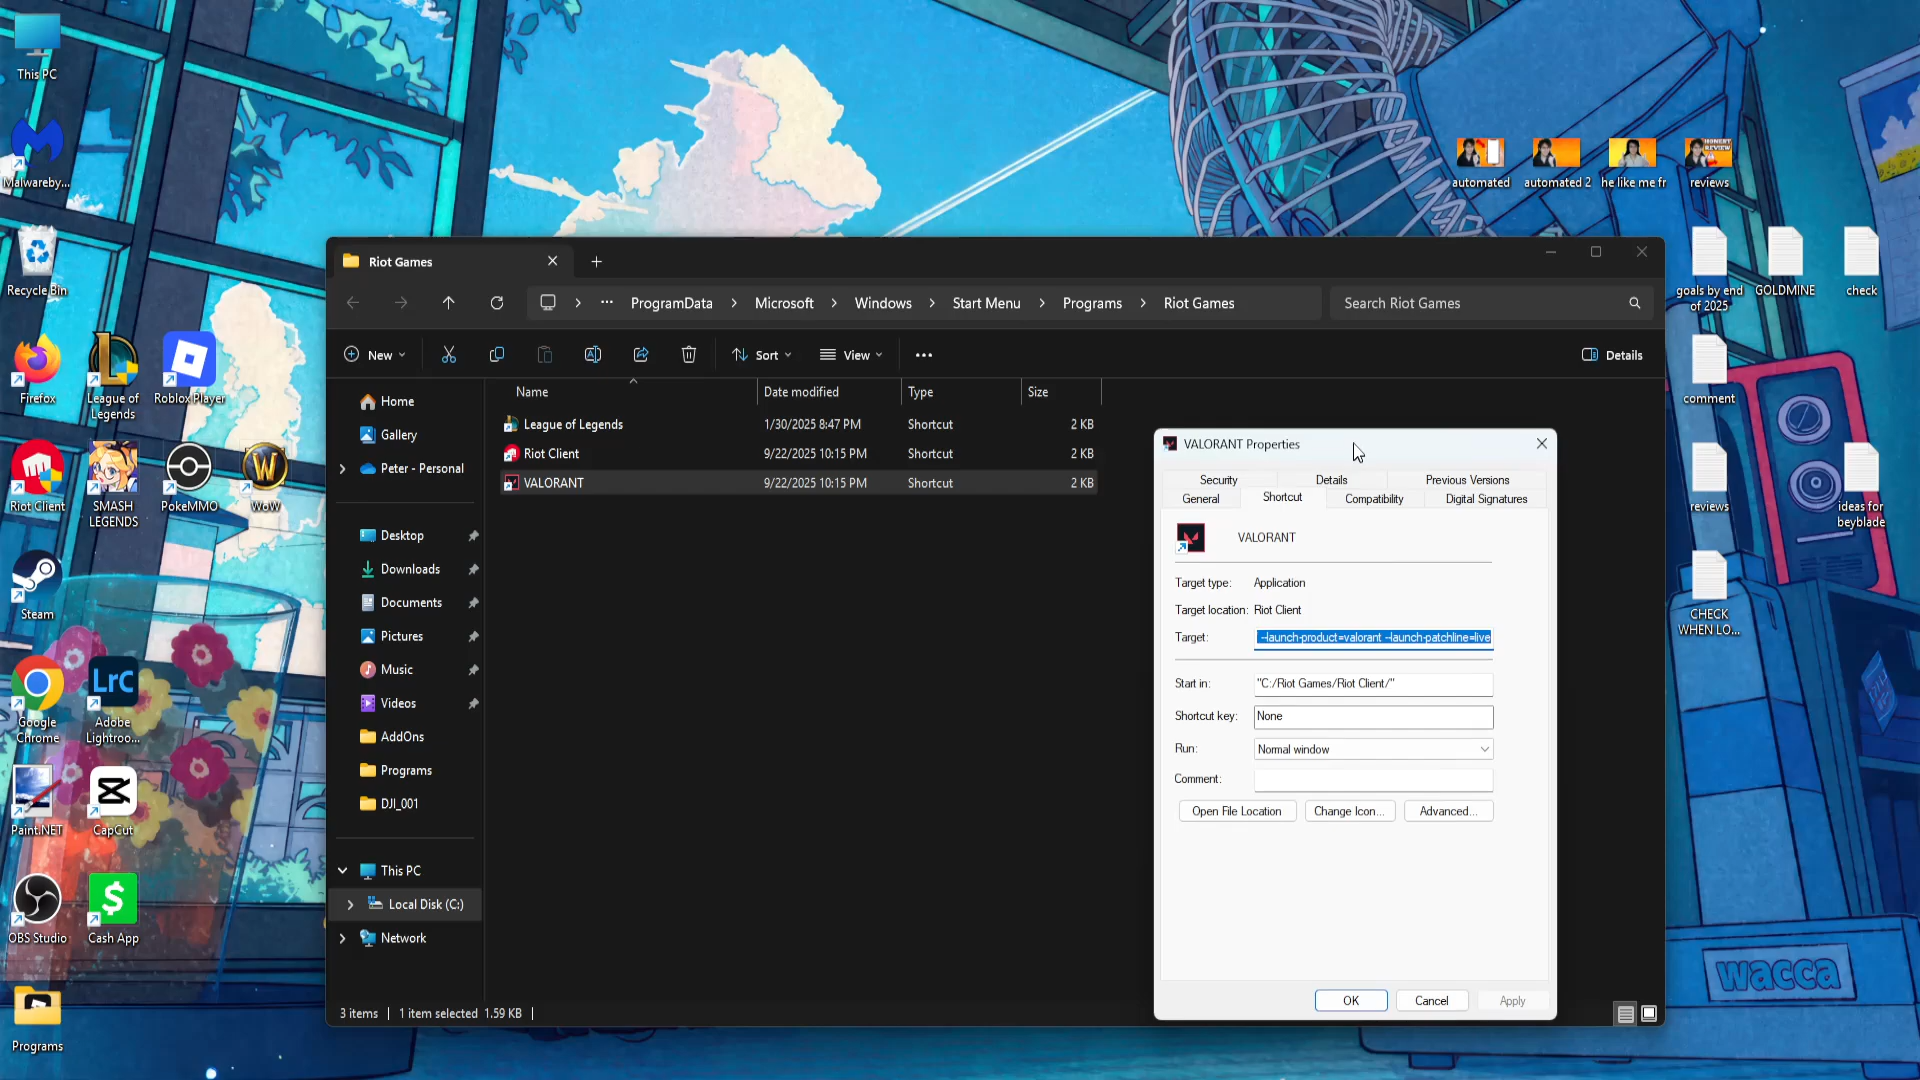 This PC
Malwareby...
Recycle Bin
Firefox
League of
Legends
Roblox Player
Riot Client
SMASH
LEGENDS
PokeMMO
WoW
Steam
Google
Chrome
Adobe
Lightroo...
Paint.NET
CapCut
OBS Studio
Cash App
Programs
LrC
automated
automated 2
he like me fr
HONEST
REVIEW
reviews
goals by end
of 2025
GOLDMINE
check
comment
reviews
ideas for
beyblade
CHECK
WHEN LO...
wacca
Riot Games
ProgramData
Microsoft
Windows
Start Menu
Programs
Riot Games
Search Riot Games
New
Sort
View
Details
Home
Gallery
Peter - Personal
Desktop
Downloads
Documents
Pictures
Music
Videos
AddOns
Programs
DJI_001
This PC
Local Disk (C:)
Network
Name Date modified Type Size
League of Legends 1/30/2025 8:47 PM Shortcut 2 KB
Riot Client 9/22/2025 10:15 PM Shortcut 2 KB
VALORANT 9/22/2025 10:15 PM Shortcut 2 KB
3 items 1 item selected 1.59 KB
VALORANT Properties
Security Details Previous Versions
General Shortcut Compatibility Digital Signatures
VALORANT
Target type: Application
Target location: Riot Client
Target: --launch-product=valorant --launch-patchline=live
Start in: "C:/Riot Games/Riot Client/"
Shortcut key: None
Run: Normal window
Comment:
Open File Location Change Icon... Advanced...
OK Cancel Apply